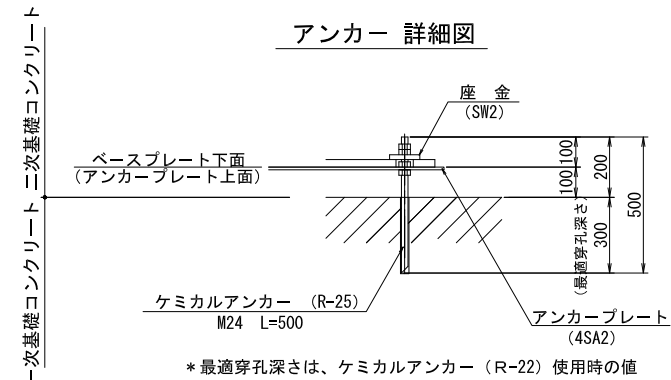 アンカー 詳細図
二次基礎コンクリート
一次基礎コンクリート
座 金
(SW2)
ベースプレート下面
(アンカープレート上面)
100
100
200
300
500
(最適穿孔深さ)
ケミカルアンカー (R-25)
M24 L=500
アンカープレート
(4SA2)
*最適穿孔深さは、ケミカルアンカー(R-22)使用時の値